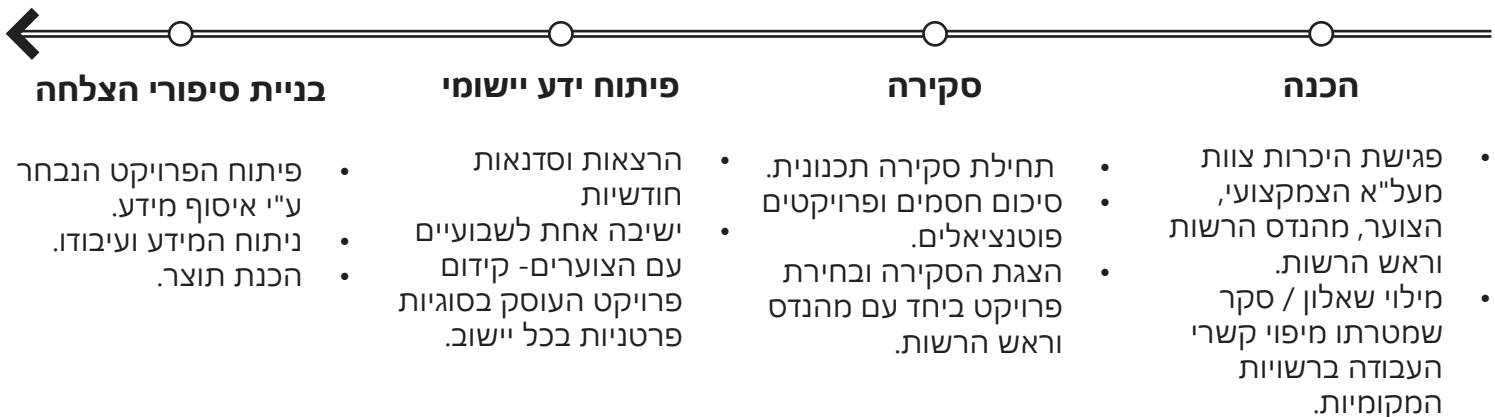 הכנה
• פגישת היכרות צוות
מעל"א הצמקצועי,
הצוער, מהנדס הרשות
וראש הרשות.
• מילוי שאלון / סקר
שמטרתו מיפוי קשרי
העבודה ברשויות
המקומיות.
סקירה
• תחילת סקירה תכנונית.
• סיכום חסמים ופרויקטים
פוטנציאלים.
• הצגת הסקירה ובחירת
פרויקט ביחד עם מהנדס
וראש הרשות.
פיתוח ידע יישומי
• הרצאות וסדנאות
חודשיות
• ישיבה אחת לשבועיים
עם הצוערים- קידום
פרויקט העוסק בסוגיות
פרטניות בכל יישוב.
בניית סיפורי הצלחה
• פיתוח הפרויקט הנבחר
ע"י איסוף מידע.
• ניתוח המידע ועיבודו.
• הכנת תוצר.